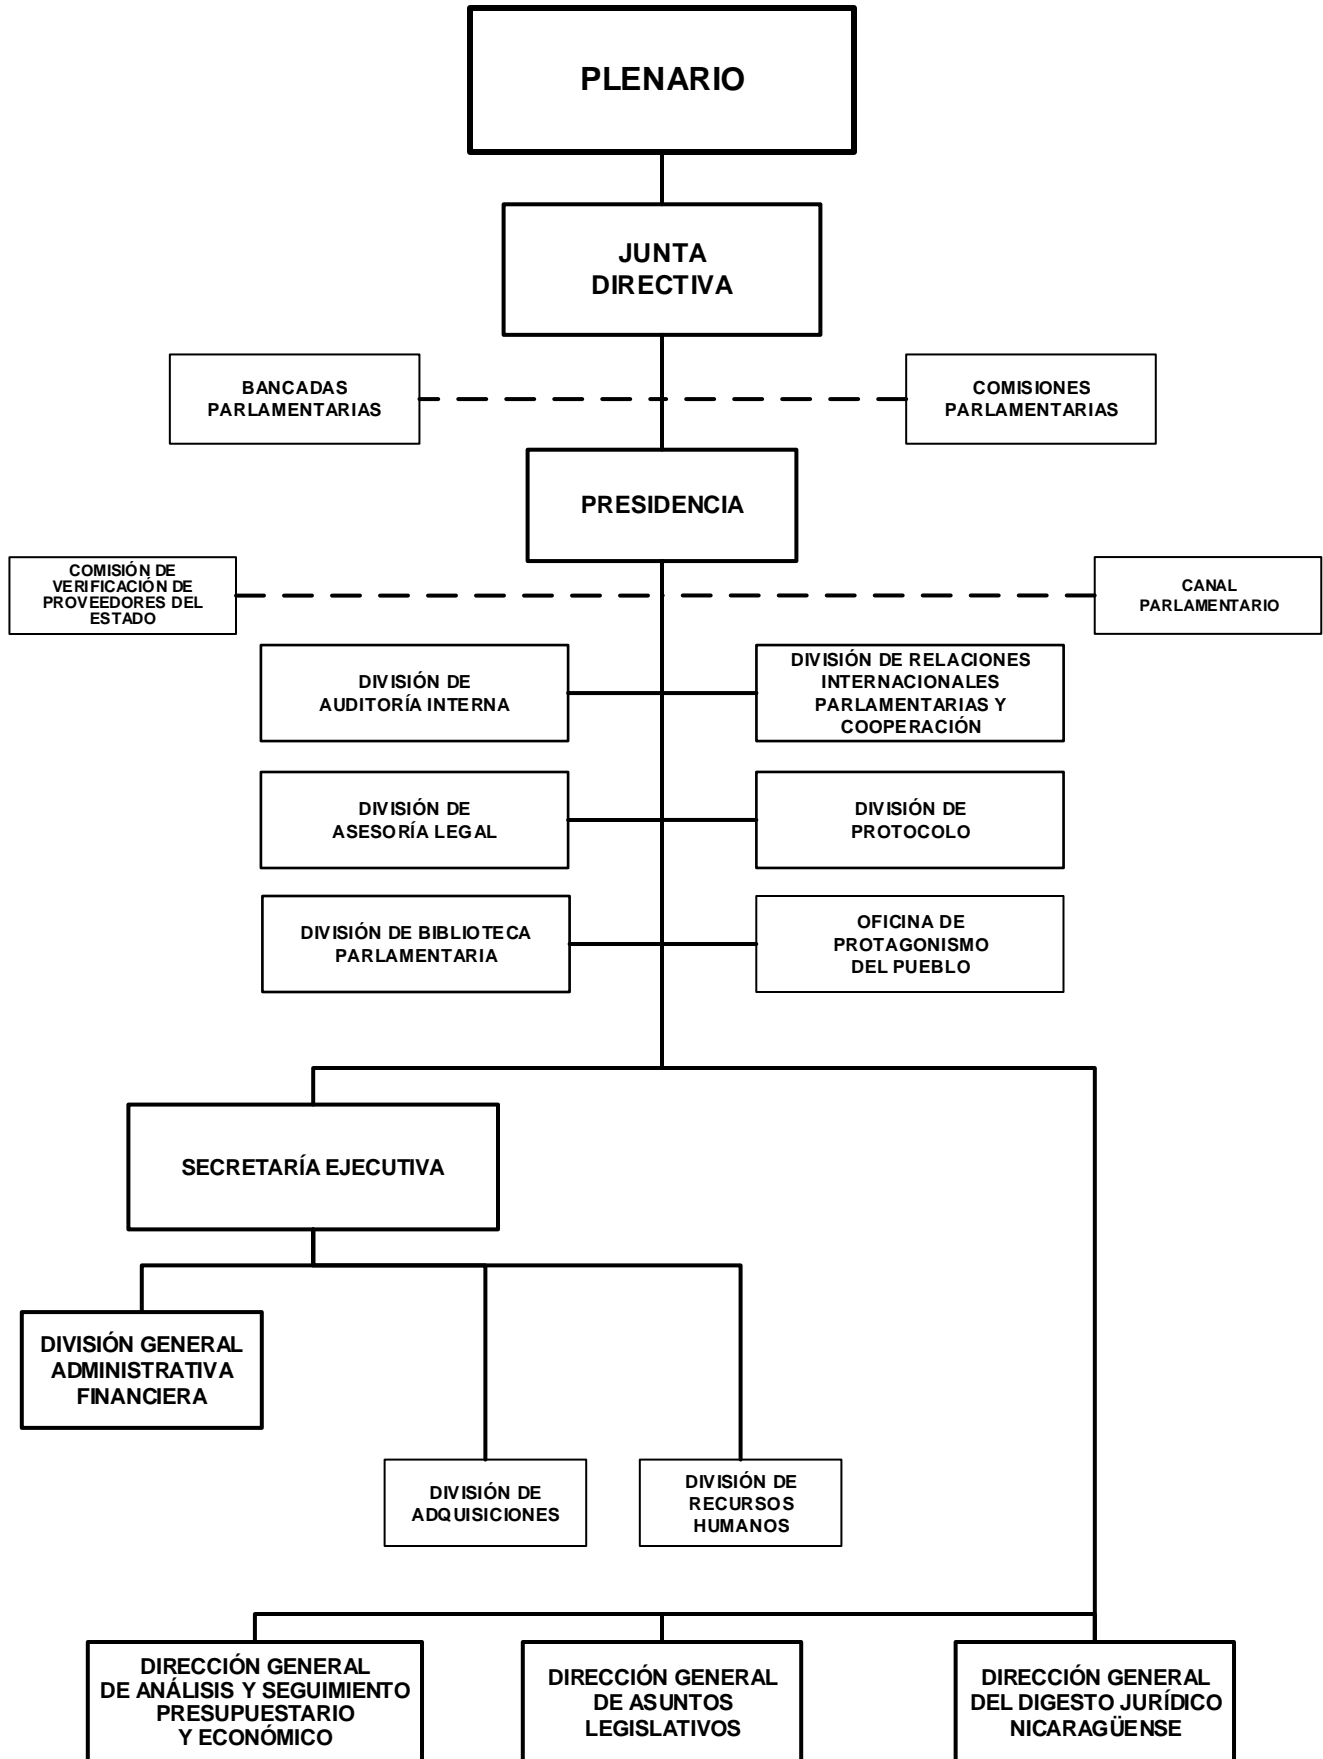 PLENARIO
JUNTA
DIRECTIVA
BANCADAS
PARLAMENTARIAS
COMISIONES
PARLAMENTARIAS
PRESIDENCIA
COMISIÓN DE
VERIFICACIÓN DE
PROVEEDORES DEL
ESTADO
CANAL
PARLAMENTARIO
DIVISIÓN DE
AUDITORÍA INTERNA
DIVISIÓN DE RELACIONES
INTERNACIONALES
PARLAMENTARIAS Y
COOPERACIÓN
DIVISIÓN DE
ASESORÍA LEGAL
DIVISIÓN DE
PROTOCOLO
DIVISIÓN DE BIBLIOTECA
PARLAMENTARIA
OFICINA DE
PROTAGONISMO
DEL PUEBLO
SECRETARÍA EJECUTIVA
DIVISIÓN GENERAL
ADMINISTRATIVA
FINANCIERA
DIVISIÓN DE
ADQUISICIONES
DIVISIÓN DE
RECURSOS
HUMANOS
DIRECCIÓN GENERAL
DE ANÁLISIS Y SEGUIMIENTO
PRESUPUESTARIO
Y ECONÓMICO
DIRECCIÓN GENERAL
DE ASUNTOS
LEGISLATIVOS
DIRECCIÓN GENERAL
DEL DIGESTO JURÍDICO
NICARAGÜENSE